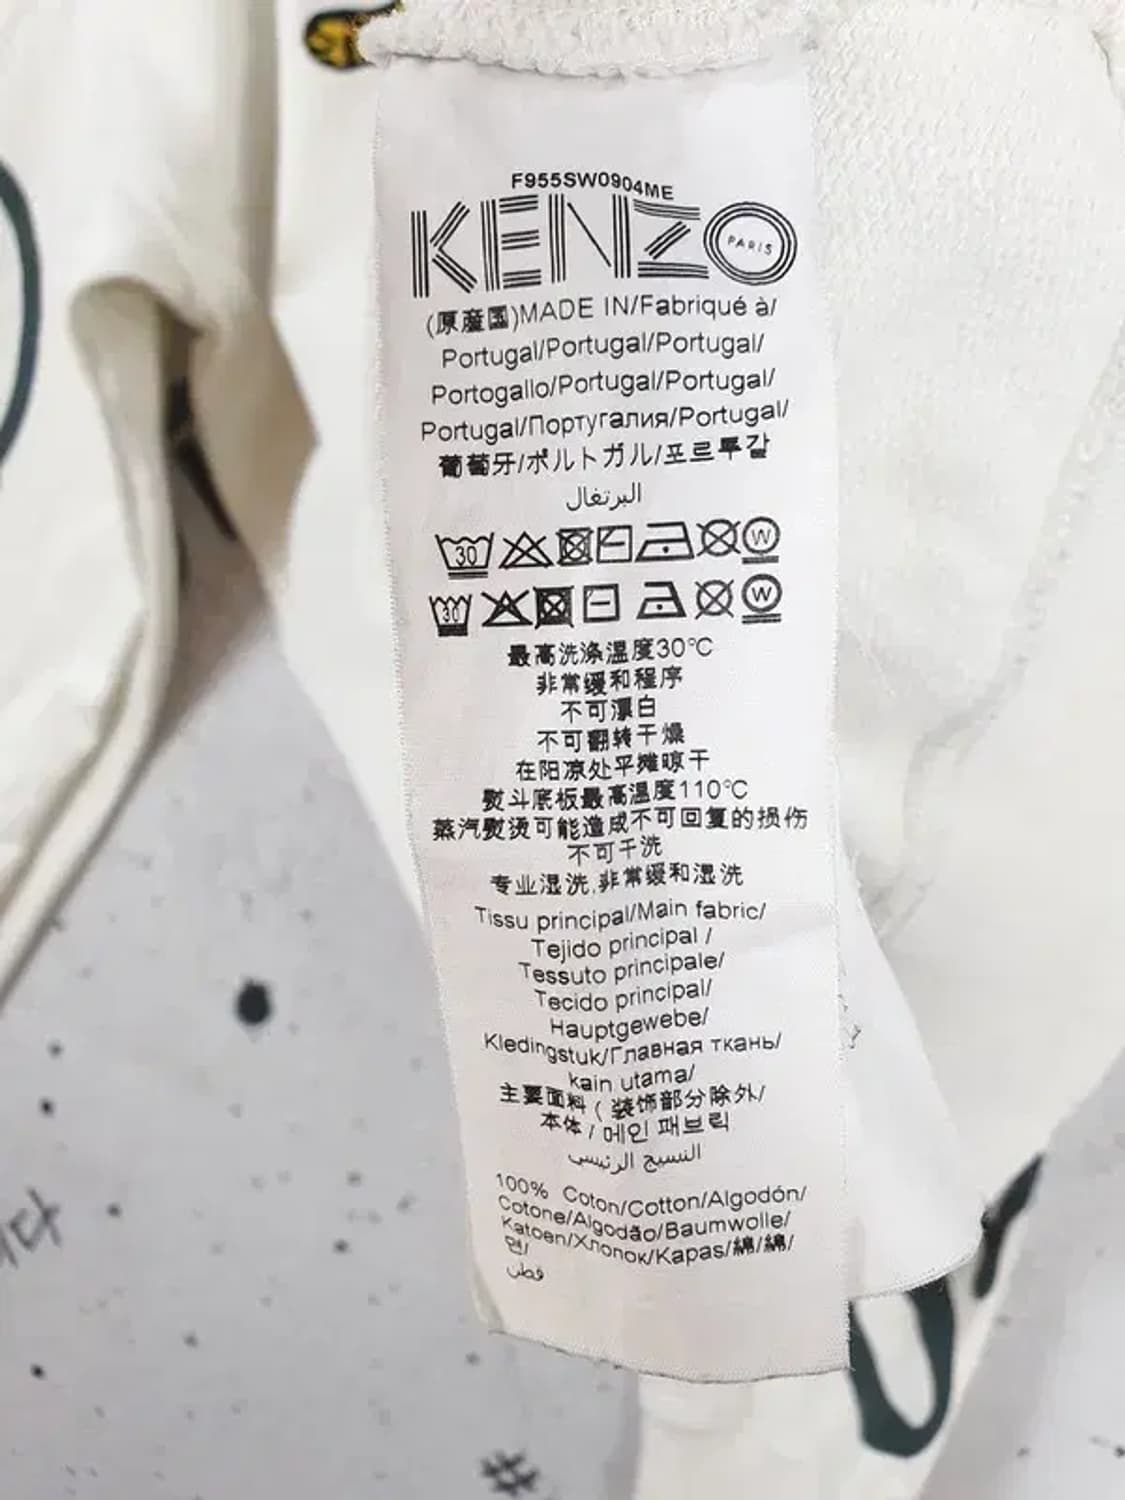 F955SW0904ME
KENZO
PARIS
(原産国)MADE IN/Fabriqué à/
Portugal/Portugal/Portugal/
Portogallo/Portugal/Portugal/
Portugal/Португалия/Portugal/
葡萄牙/ポルトガル/포르투갈
البرتغال
30 W
30 W
最高洗涤温度30°C
非常缓和程序
不可漂白
不可翻转干燥
在阳凉处平摊晾干
熨斗底板最高温度110°C
蒸汽熨烫可能造成不可回复的损伤
不可干洗
专业湿洗,非常缓和湿洗
Tissu principal/Main fabric/
Tejido principal /
Tessuto principale/
Tecido principal/
Hauptgewebe/
Kledingstuk/Главная ткань/
kain utama/
主要面料 ( 装饰部分除外/
本体 / 메인 패브릭
النسيج الرئيسي
100% Coton/Cotton/Algodón/
Cotone/Algodão/Baumwolle/
Katoen/Хлопок/Kapas/綿/綿/
면/
قطن
다
#